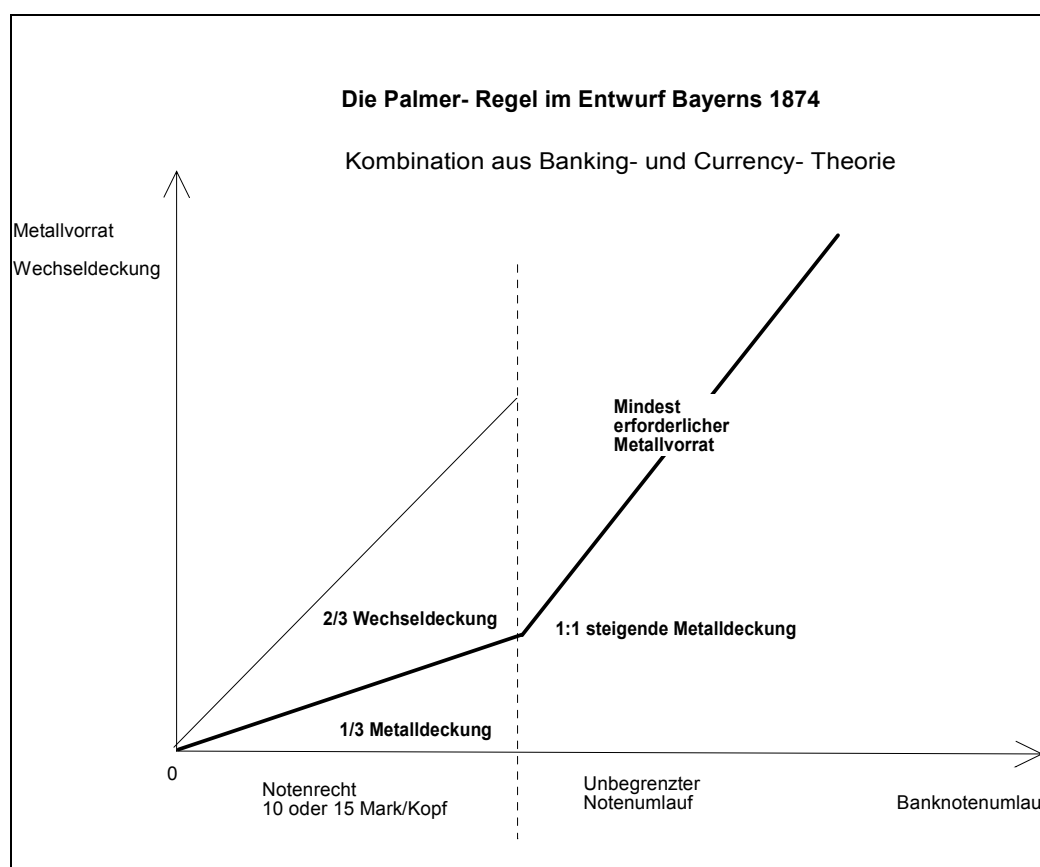 Die Palmer- Regel im Entwurf Bayerns 1874
Kombination aus Banking- und Currency- Theorie
Metallvorrat
Wechseldeckung
Mindest
erforderlicher
Metallvorrat
2/3 Wechseldeckung
1:1 steigende Metalldeckung
1/3 Metalldeckung
0
Notenrecht
10 oder 15 Mark/Kopf
Unbegrenzter
Notenumlauf
Banknotenumlau